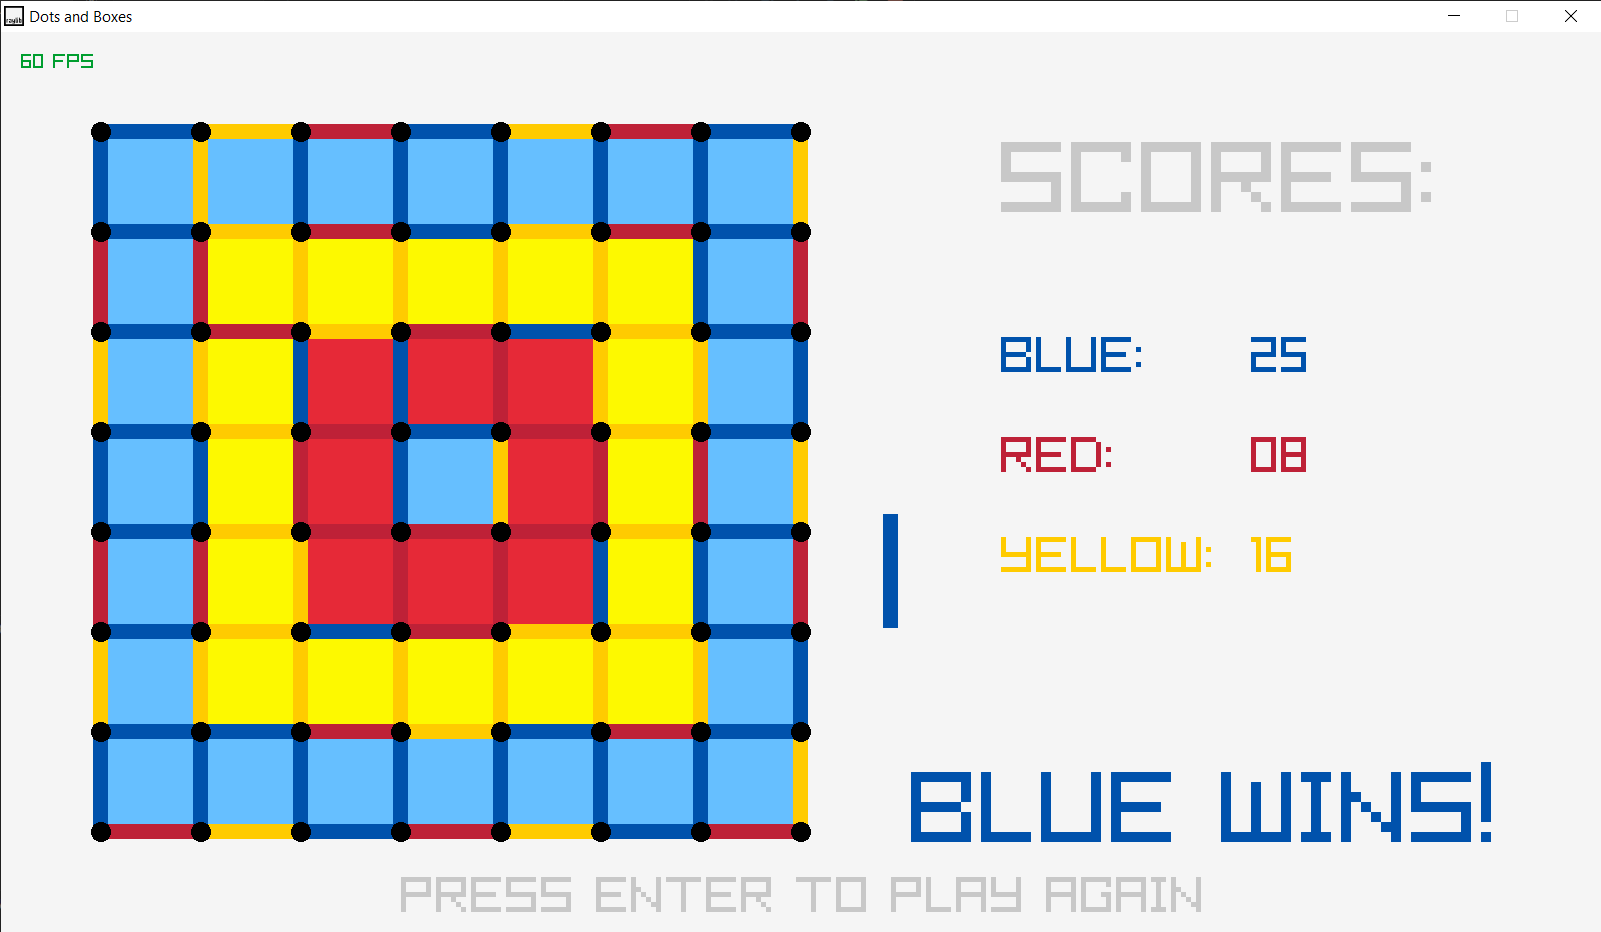 Dots and Boxes
60 FPS
SCORES:
BLUE: 25
RED: 08
YELLOW: 16
BLUE WINS!
PRESS ENTER TO PLAY AGAIN